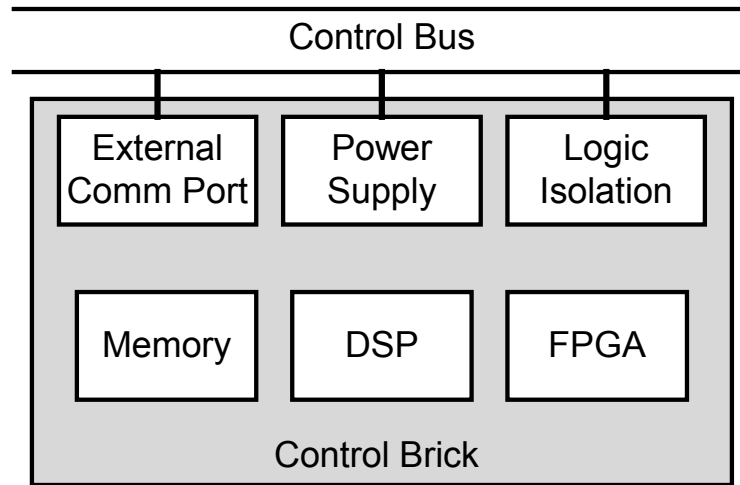 Control Bus
External
Comm Port
Power
Supply
Logic
Isolation
Memory
DSP
FPGA
Control Brick